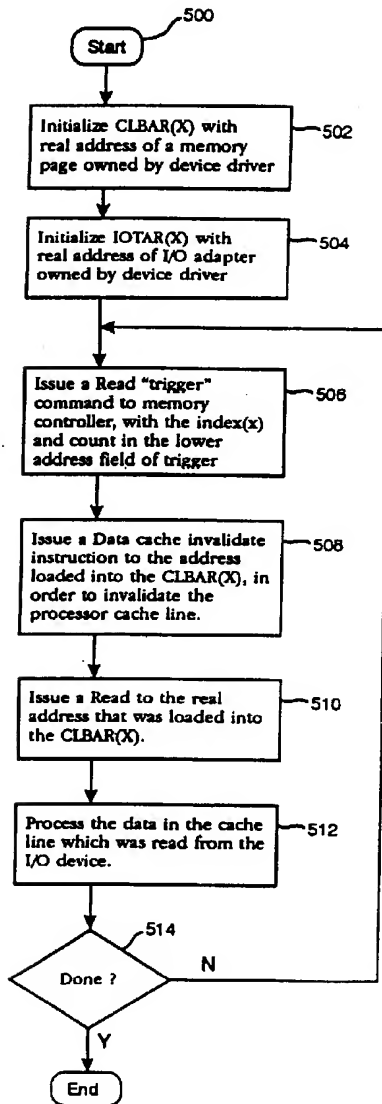 500
Start
Initialize CLBAR(X) with
real address of a memory
page owned by device driver
502
Initialize IOTAR(X) with
real address of I/O adapter
owned by device driver
504
Issue a Read "trigger"
command to memory
controller, with the index(x)
and count in the lower
address field of trigger
506
Issue a Data cache invalidate
instruction to the address
loaded into the CLBAR(X), in
order to invalidate the
processor cache line.
508
Issue a Read to the real
address that was loaded into
the CLBAR(X).
510
Process the data in the cache
line which was read from the
I/O device.
512
514
Done ?
N
Y
End